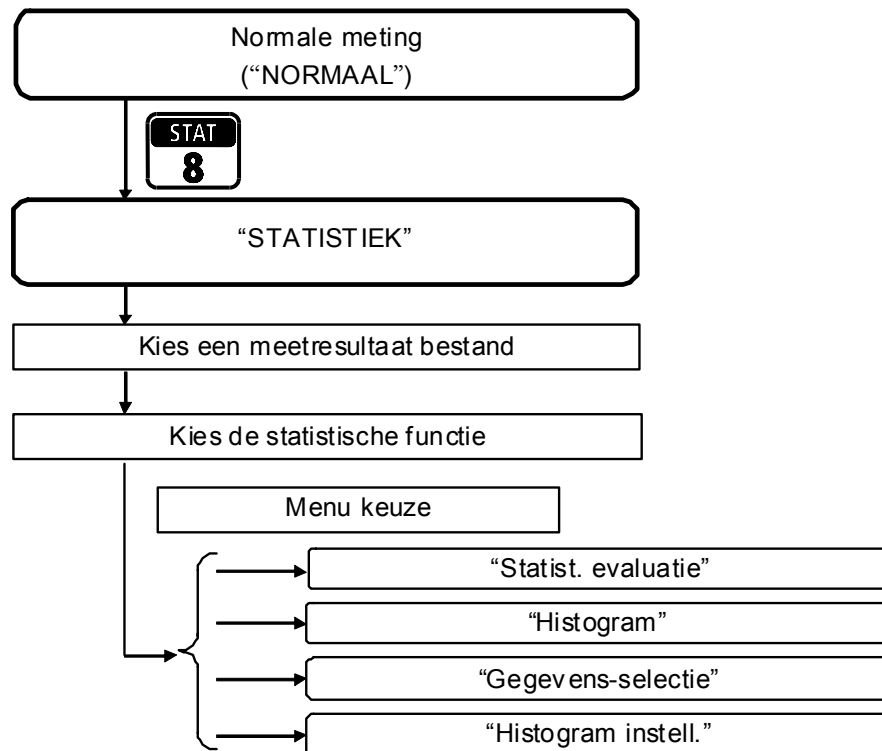 Normale meting
(“NORMAAL”)
STAT
8
“STATISTIEK”
Kies een meetresultaat bestand
Kies de statistische functie
Menu keuze
“Statist. evaluatie”
“Histogram”
“Gegevens-selectie”
“Histogram instell.”